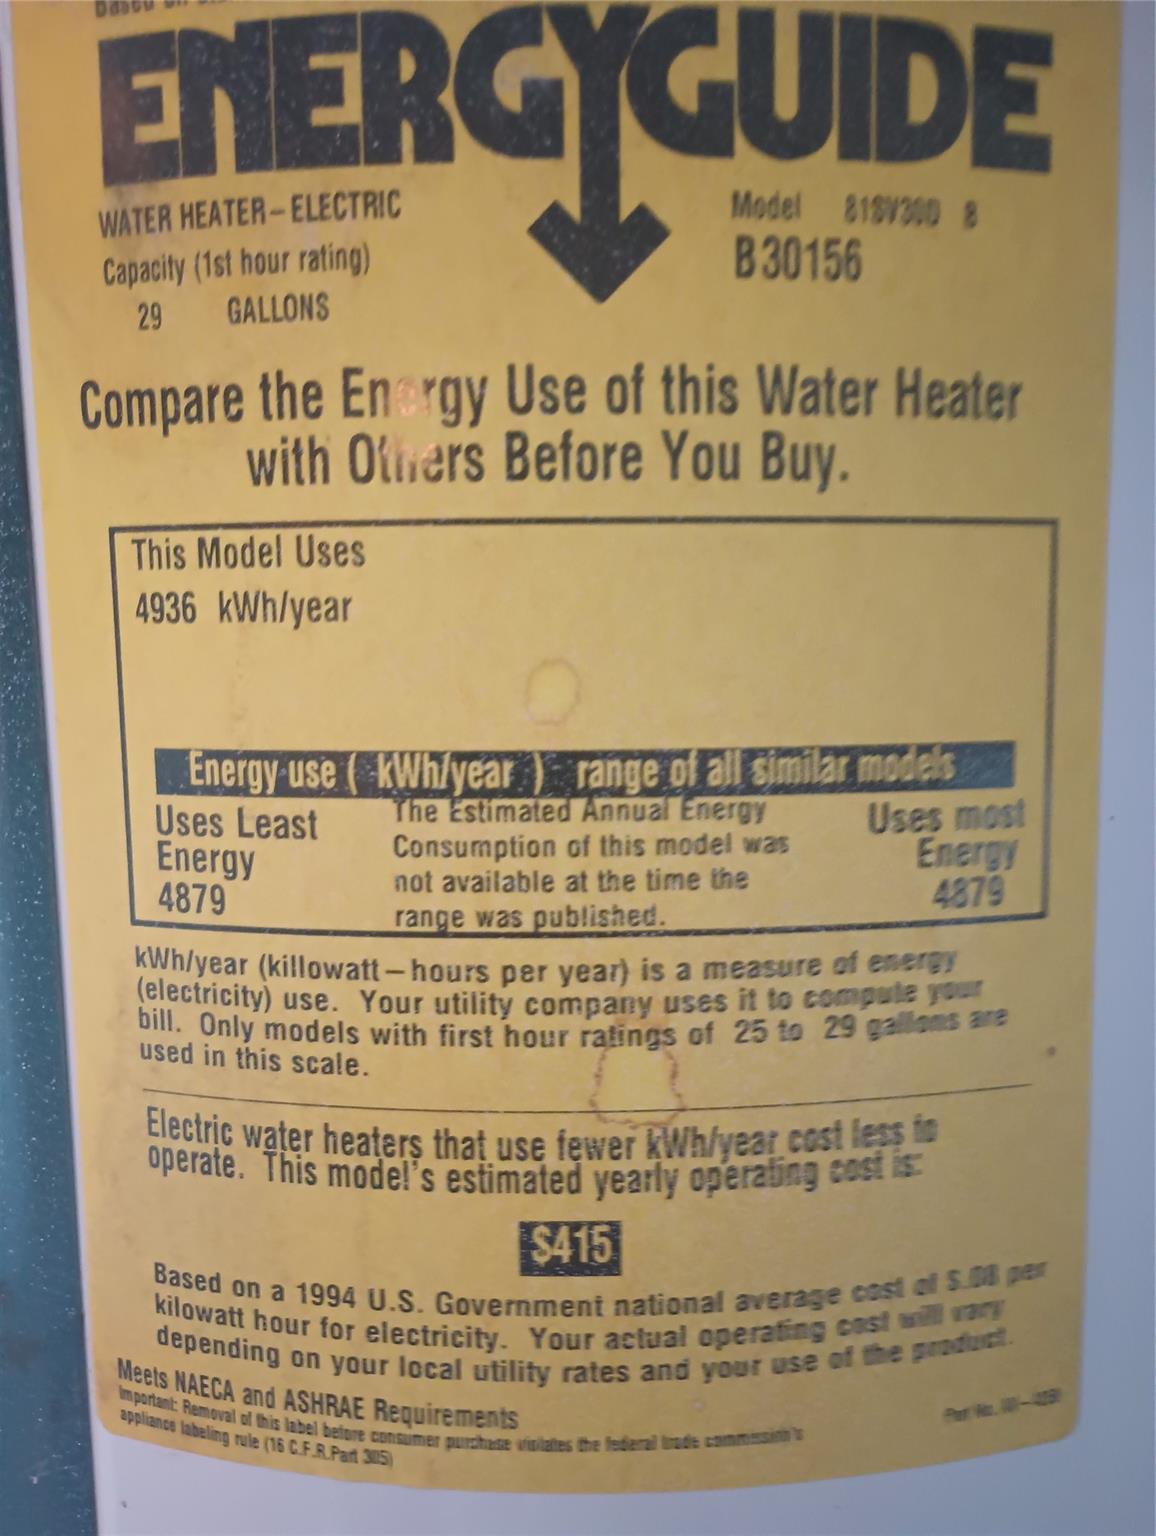 Based on
ENERGYGUIDE
WATER HEATER-ELECTRIC
Capacity (1st hour rating)
29 GALLONS
Model 81SV30D 8
B30156
Compare the Energy Use of this Water Heater
with Others Before You Buy.
This Model Uses
4936 kWh/year
Energy use ( kWh/year ) range of all similar models
Uses Least
Energy
4879
The Estimated Annual Energy
Consumption of this model was
not available at the time the
range was published.
Uses most
Energy
4879
kWh/year (killowatt-hours per year) is a measure of energy
(electricity) use. Your utility company uses it to compute your
bill. Only models with first hour ratings of 25 to 29 gallons are
used in this scale.
Electric water heaters that use fewer kWh/year cost less to
operate. This model's estimated yearly operating cost is:
$415
Based on a 1994 U.S. Government national average cost of $.08 per
kilowatt hour for electricity. Your actual operating cost will vary
depending on your local utility rates and your use of the product.
Meets NAECA and ASHRAE Requirements
Important: Removal of this label before consumer purchase violates the federal trade commissin's
appliance labeling rule (16 C.F.R.Part 305)
Part No.